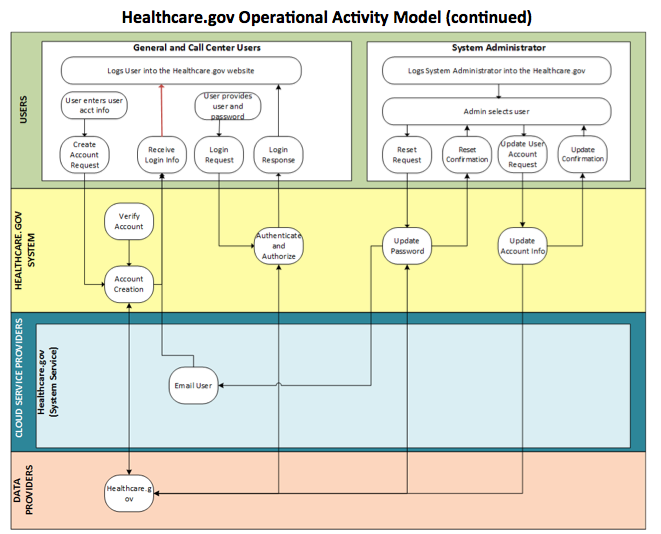 Healthcare.gov Operational Activity Model (continued)
USERS
General and Call Center Users
Logs User into the Healthcare.gov website
User enters user
acct info
User provides
user and
password
Create
Account
Request
Receive
Login Info
Login
Request
Login
Response
System Administrator
Logs System Administrator into the Healthcare.gov
Admin selects user
Reset
Request
Reset
Confirmation
Update User
Account
Request
Update
Confirmation
HEALTHCARE.GOV
SYSTEM
Verify
Account
Account
Creation
Authenticate
and
Authorize
Update
Password
Update
Account Info
CLOUD SERVICE PROVIDERS
Healthcare.gov
(System Service)
Email User
DATA
PROVIDERS
Healthcare.g
ov